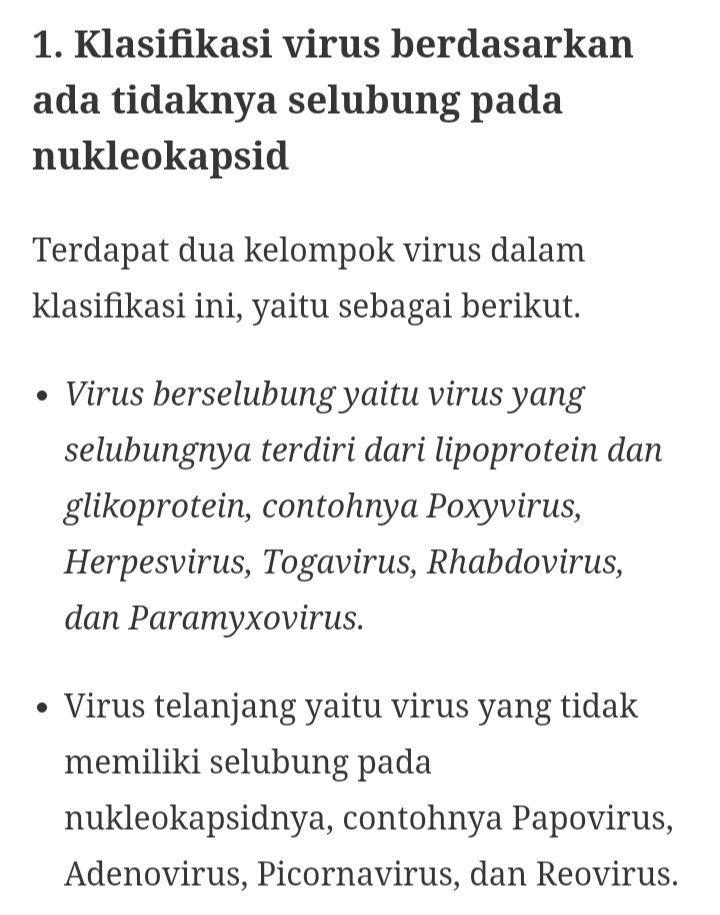 1. Klasifikasi virus berdasarkan
ada tidaknya selubung pada
nukleokapsid
Terdapat dua kelompok virus dalam
klasifikasi ini, yaitu sebagai berikut.
• Virus berselubung yaitu virus yang
selubungnya terdiri dari lipoprotein dan
glikoprotein, contohnya Poxyvirus,
Herpesvirus, Togavirus, Rhabdovirus,
dan Paramyxovirus.
• Virus telanjang yaitu virus yang tidak
memiliki selubung pada
nukleokapsidnya, contohnya Papovirus,
Adenovirus, Picornavirus, dan Reovirus.